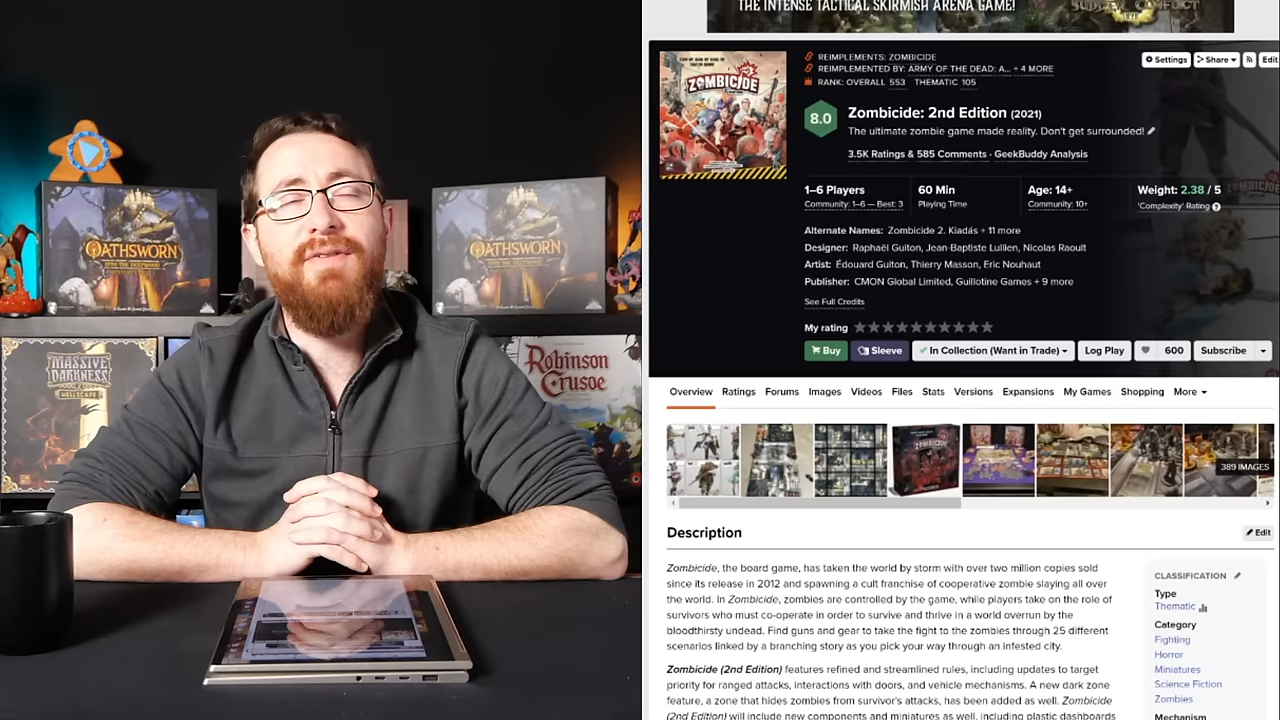 OATHSWORN
INTO THE DEEPWOOD
OATHSWORN
INTO THE DEEPWOOD
MASSIVE
DARKNESS
HELLSCAPE
ROBINSON
CRUSOE
THE INTENSE TACTICAL SKIRMISH ARENA GAME!
ZOMBICIDE
REIMPLEMENTS: ZOMBICIDE
REIMPLEMENTED BY: ARMY OF THE DEAD: A... + 4 MORE
RANK: OVERALL 553 THEMATIC 105
Settings Share Edit
8.0
Zombicide: 2nd Edition (2021)
The ultimate zombie game made reality. Don't get surrounded!
3.5K Ratings & 585 Comments · GeekBuddy Analysis
1–6 Players
Community: 1–6 — Best: 3
60 Min
Playing Time
Age: 14+
Community: 10+
Weight: 2.38 / 5
'Complexity' Rating
Alternate Names: Zombicide 2. Kiadás + 11 more
Designer: Raphaël Guiton, Jean-Baptiste Lullien, Nicolas Raoult
Artist: Édouard Guiton, Thierry Masson, Eric Nouhaut
Publisher: CMON Global Limited, Guillotine Games + 9 more
See Full Credits
My rating
Buy Sleeve In Collection (Want in Trade) Log Play 600 Subscribe
Overview Ratings Forums Images Videos Files Stats Versions Expansions My Games Shopping More
389 IMAGES
Description
Edit
Zombicide, the board game, has taken the world by storm with over two million copies sold
since its release in 2012 and spawning a cult franchise of cooperative zombie slaying all over
the world. In Zombicide, zombies are controlled by the game, while players take on the role of
survivors who must co-operate in order to survive and thrive in a world overrun by the
bloodthirsty undead. Find guns and gear to take the fight to the zombies through 25 different
scenarios linked by a branching story as you pick your way through an infested city.
Zombicide (2nd Edition) features refined and streamlined rules, including updates to target
priority for ranged attacks, interactions with doors, and vehicle mechanisms. A new dark zone
feature, a zone that hides zombies from survivor's attacks, has been added as well. Zombicide
(2nd Edition) will include new components and miniatures as well, including plastic dashboards
CLASSIFICATION
Type
Thematic
Category
Fighting
Horror
Miniatures
Science Fiction
Zombies
Mechanism